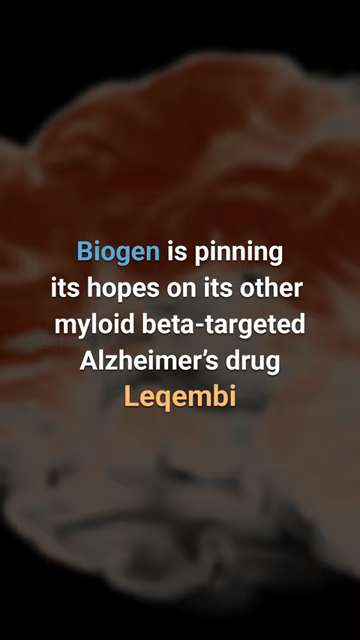 Biogen is pinning
its hopes on its other
myloid beta-targeted
Alzheimer’s drug
Leqembi